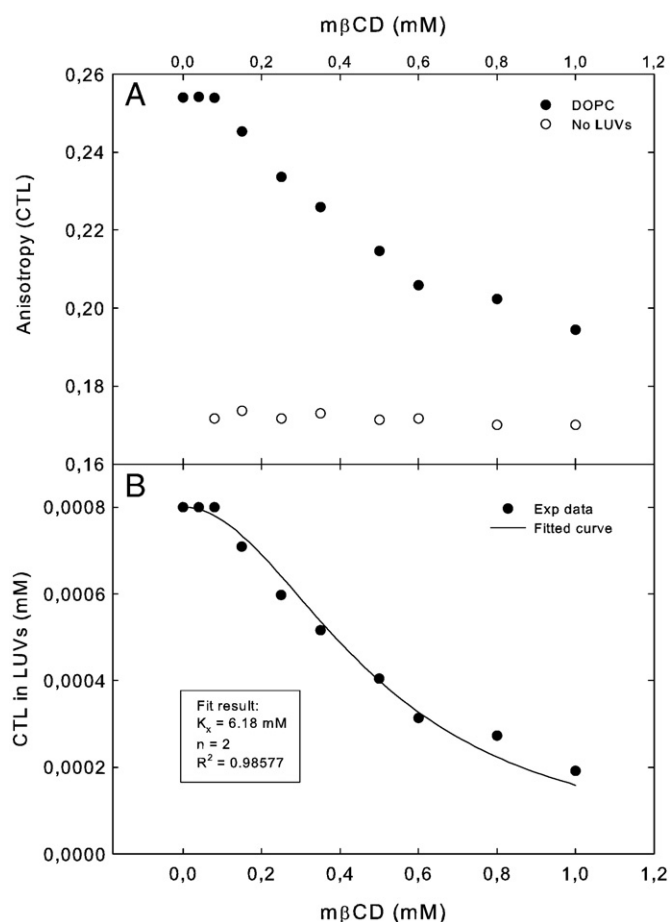 mβCD (mM)
0,0 0,2 0,4 0,6 0,8 1,0 1,2
A
DOPC
No LUVs
Anisotropy (CTL)
0,26
0,24
0,22
0,20
0,18
0,16
B
Exp data
Fitted curve
CTL in LUVs (mM)
0,0008
0,0006
0,0004
0,0002
0,0000
Fit result:
Kx = 6.18 mM
n = 2
R2 = 0.98577
0,0 0,2 0,4 0,6 0,8 1,0 1,2
mβCD (mM)